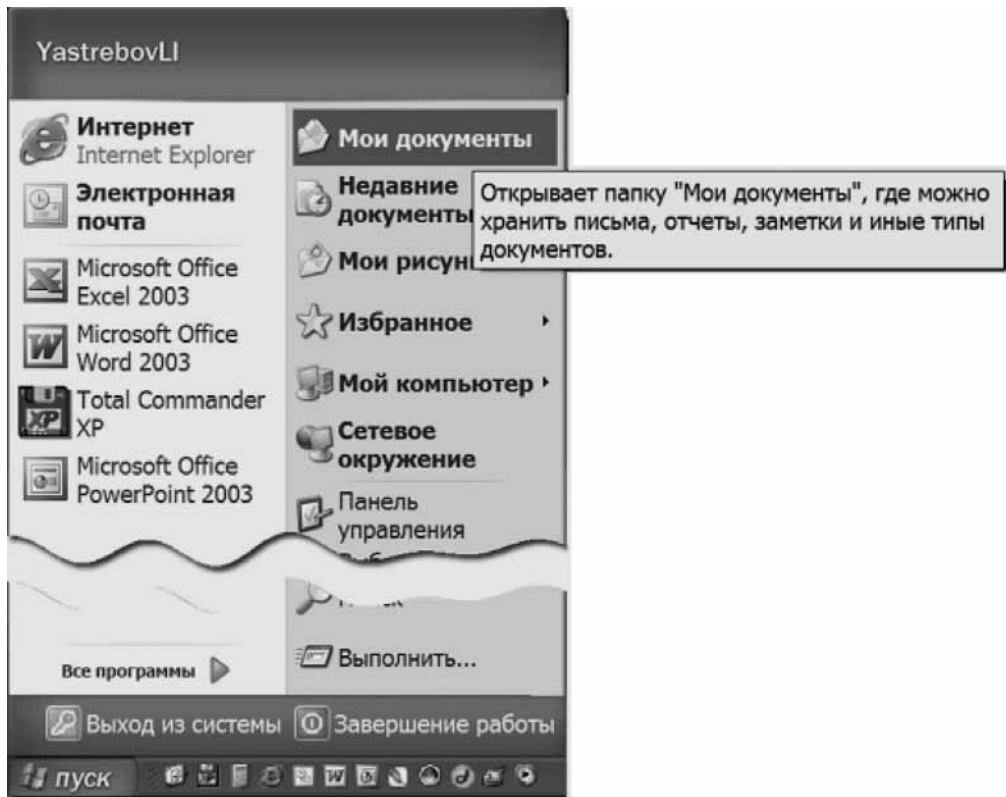 YastrebovLI
Интернет
Internet Explorer
Электронная
почта
Microsoft Office
Excel 2003
Microsoft Office
Word 2003
Total Commander
XP
Microsoft Office
PowerPoint 2003
Все программы
Мои документы
Недавние
документы
Мои
Избранное
Мой компьютер
Сетевое
окружение
Панель
управления
Выполнить...
Открывает папку "Мои документы", где можно
хранить письма, отчеты, заметки и иные типы
документов.
Выход из системы
Завершение работы
пуск